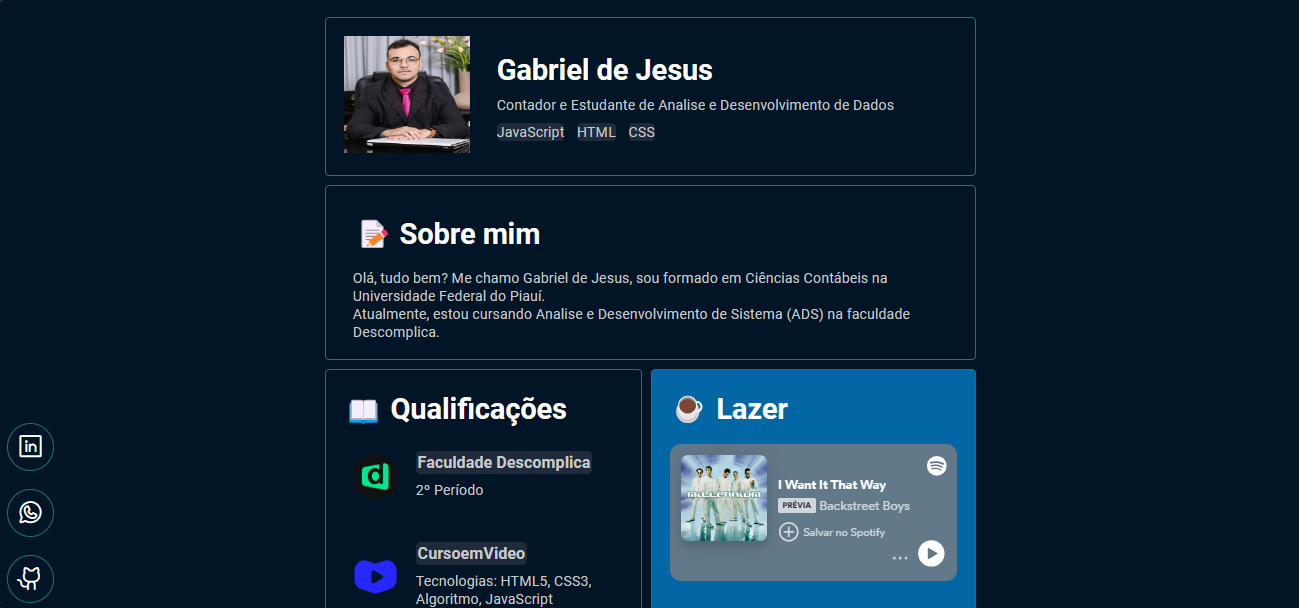 Gabriel de Jesus
Contador e Estudante de Analise e Desenvolvimento de Dados
JavaScript HTML CSS
Sobre mim
Olá, tudo bem? Me chamo Gabriel de Jesus, sou formado em Ciências Contábeis na
Universidade Federal do Piauí.
Atualmente, estou cursando Analise e Desenvolvimento de Sistema (ADS) na faculdade
Descomplica.
Qualificações
Faculdade Descomplica
2º Período
CursoemVideo
Tecnologias: HTML5, CSS3,
Algoritmo, JavaScript
Lazer
MILLENNIUM
I Want It That Way
PRÉVIA Backstreet Boys
Salvar no Spotify
in